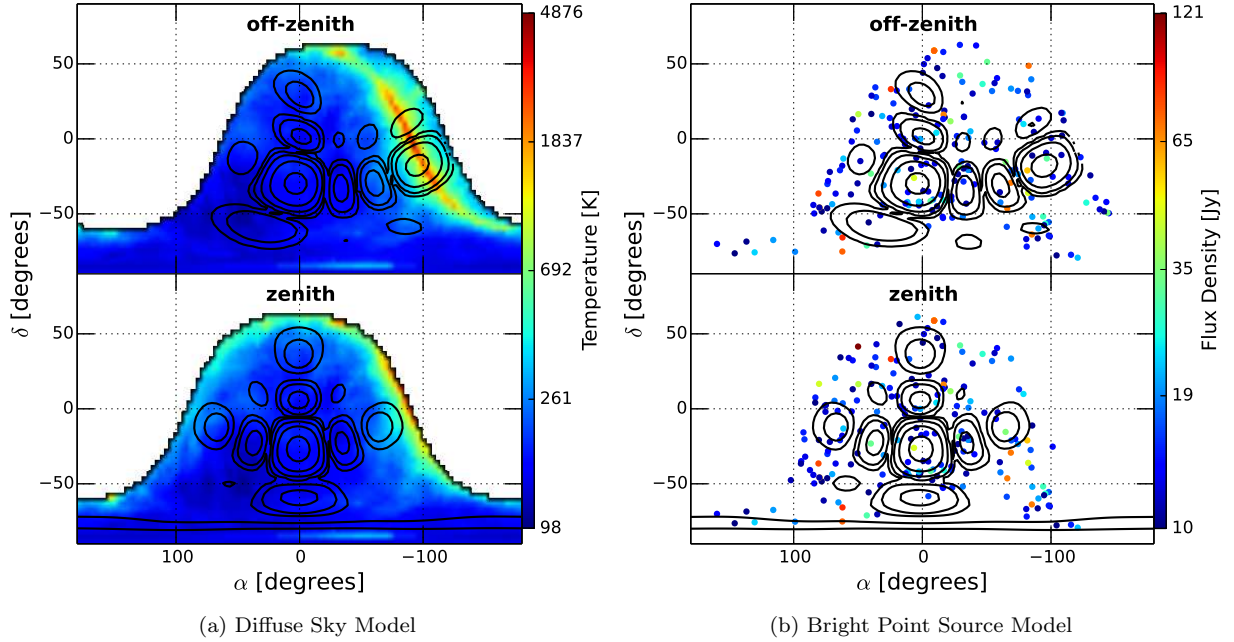 off-zenith
50
0
−50
zenith
50
0
−50
100
0
−100
δ [degrees]
α [degrees]
4876
1837
692
261
98
Temperature [K]
(a) Diffuse Sky Model
off-zenith
50
0
−50
zenith
50
0
−50
100
0
−100
δ [degrees]
α [degrees]
121
65
35
19
10
Flux Density [Jy]
(b) Bright Point Source Model